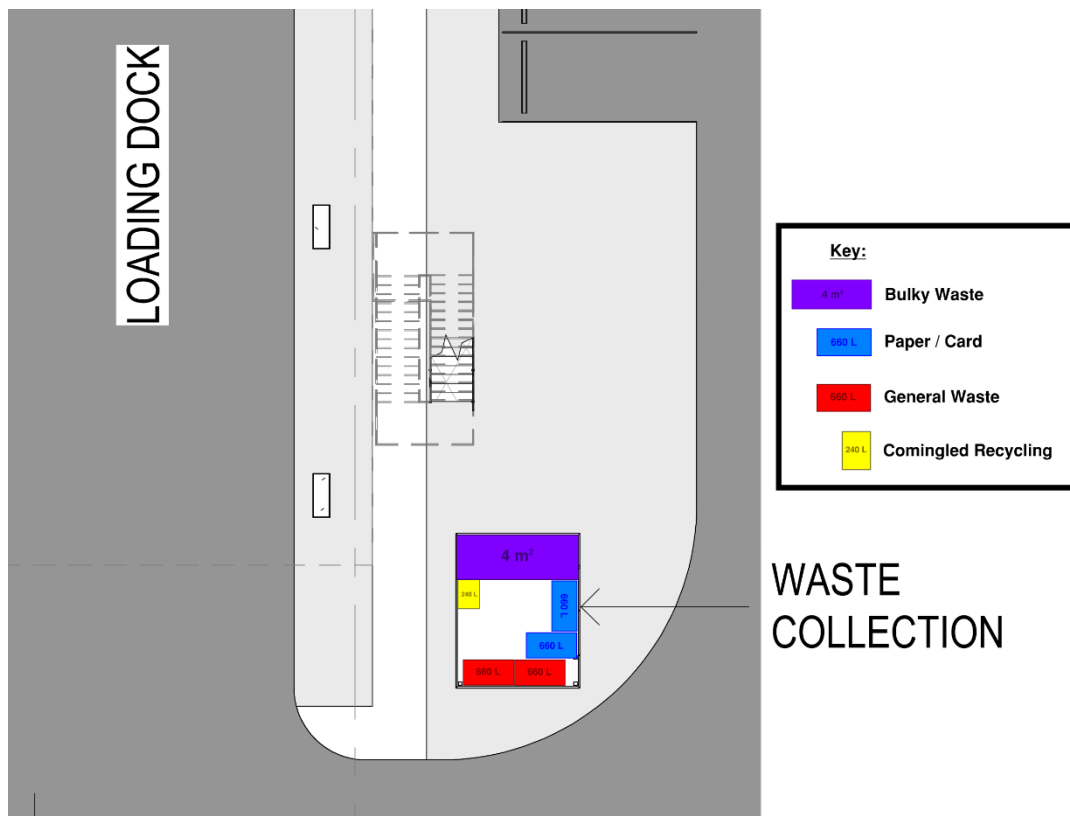 LOADING DOCK
Key:
4 m²
Bulky Waste
660 L
Paper / Card
660 L
General Waste
240 L
Comingled Recycling
4 m²
240 L
660 L
660 L
660 L
660 L
WASTE
COLLECTION